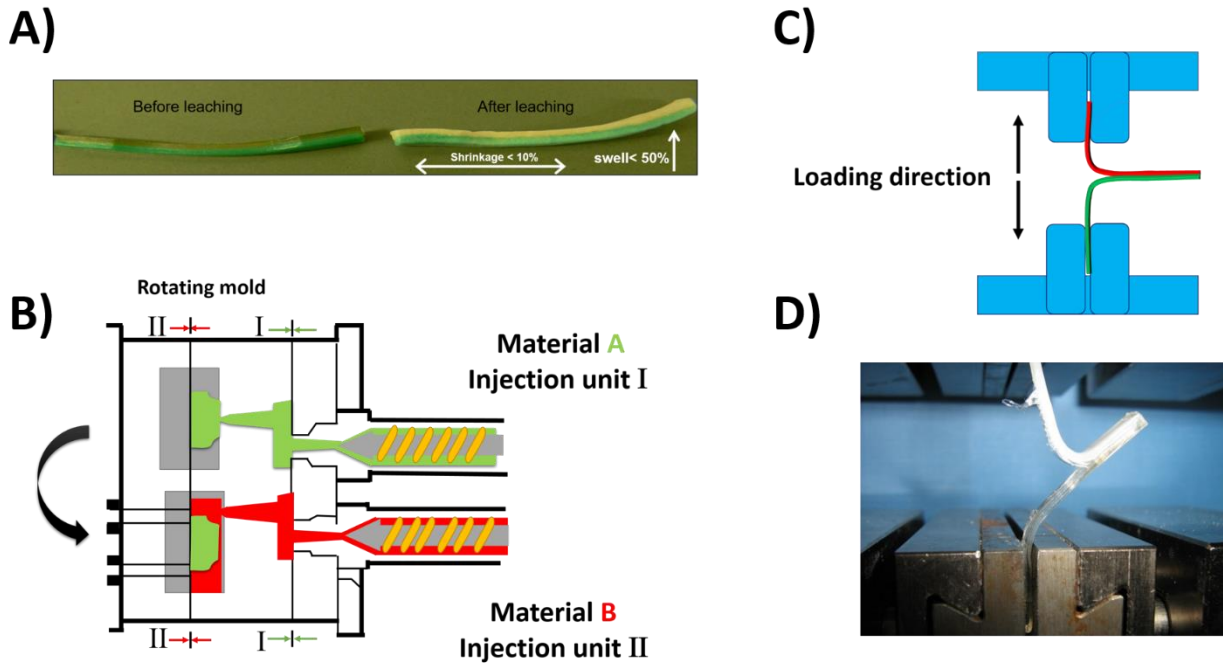 A)
Before leaching
After leaching
Shrinkage < 10%
swell< 50%
B)
Rotating mold
II
I
Material A
Injection unit I
Material B
Injection unit II
II
I
C)
Loading direction
D)